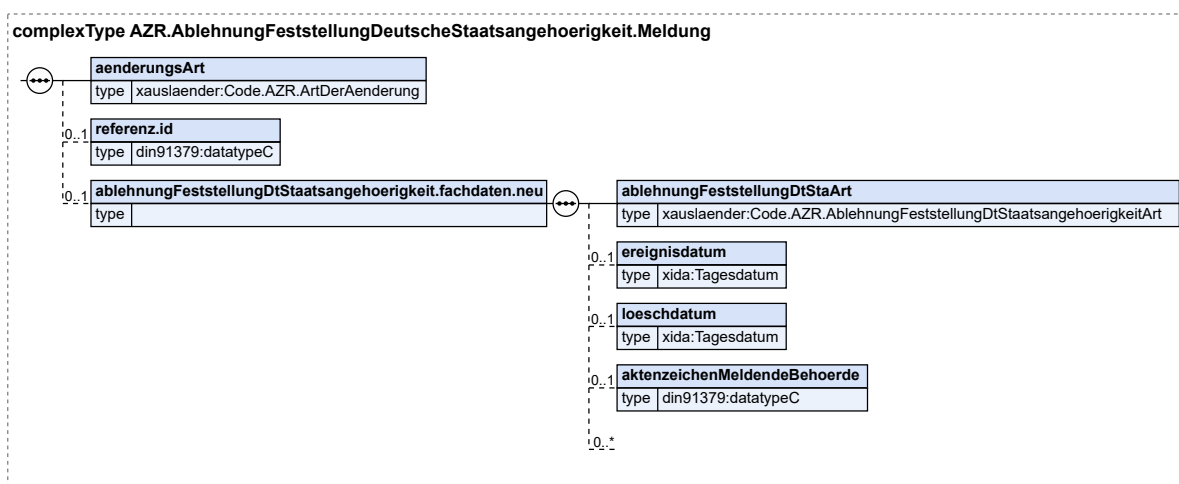 complexType AZR.AblehnungFeststellungDeutscheStaatsangehoerigkeit.Meldung
aenderungsArt
type xauslaender:Code.AZR.ArtDerAenderung
0..1 referenz.id
type din91379:datatypeC
0..1 ablehnungFeststellungDtStaatsangehoerigkeit.fachdaten.neu
type
ablehnungFeststellungDtStaArt
type xauslaender:Code.AZR.AblehnungFeststellungDtStaatsangehoerigkeitArt
0..1 ereignisdatum
type xida:Tagesdatum
0..1 loeschdatum
type xida:Tagesdatum
0..1 aktenzeichenMeldendeBehoerde
type din91379:datatypeC
0..*